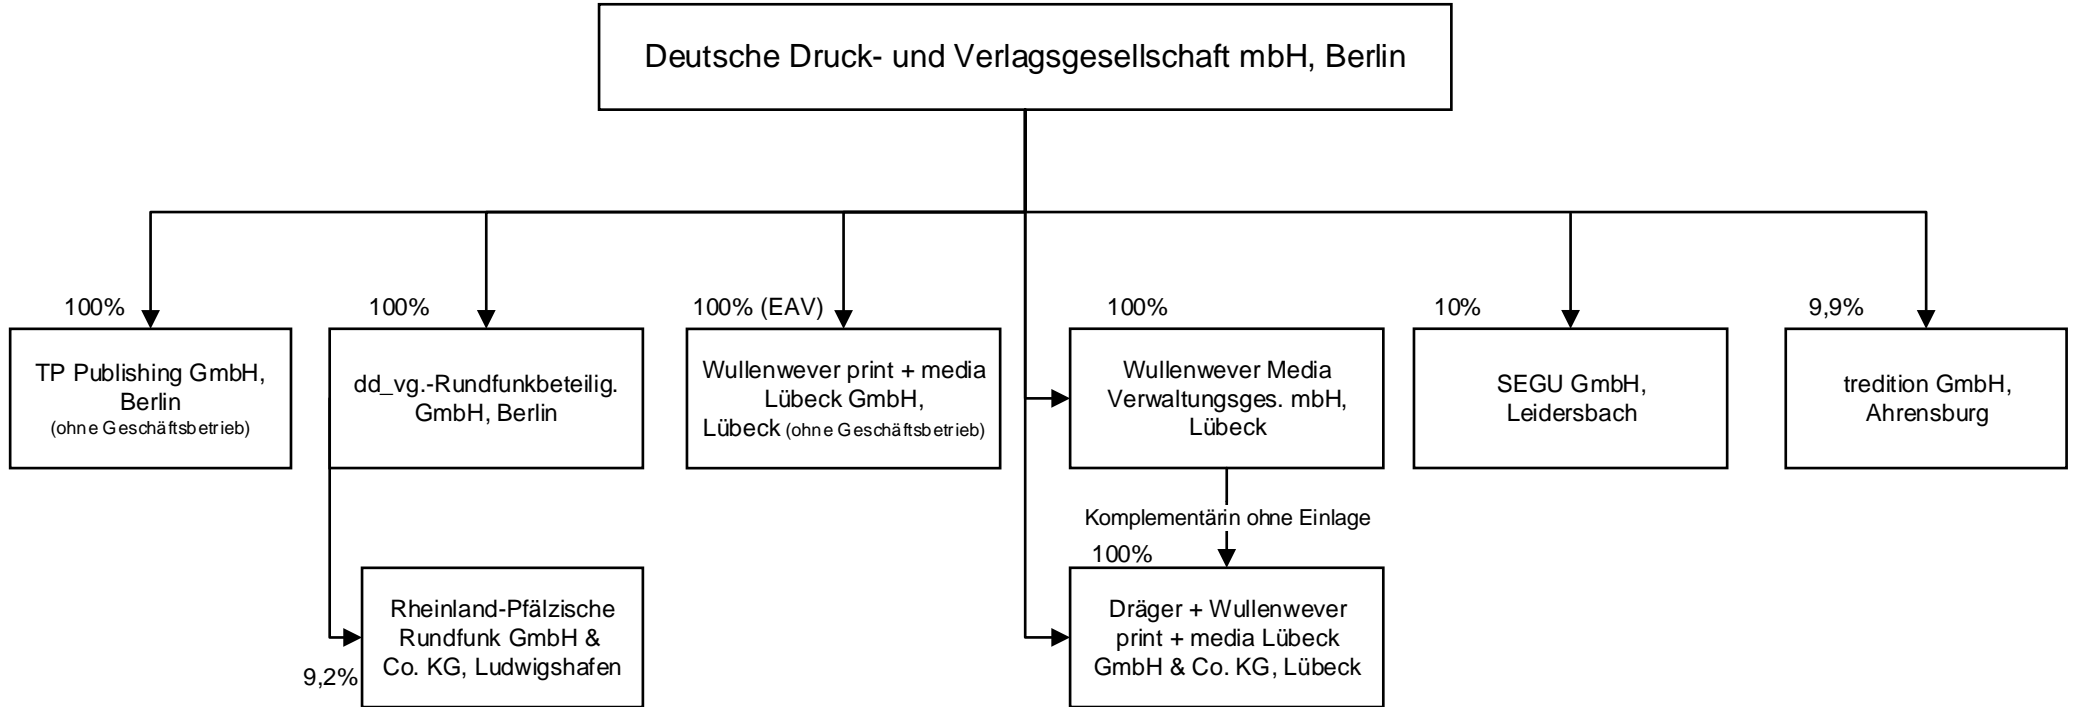 Deutsche Druck- und Verlagsgesellschaft mbH, Berlin
100%
TP Publishing GmbH,
Berlin
(ohne Geschäftsbetrieb)
100%
dd_vg.-Rundfunkbeteilig.
GmbH, Berlin
100% (EAV)
Wullenwever print + media
Lübeck GmbH,
Lübeck (ohne Geschäftsbetrieb)
100%
Wullenwever Media
Verwaltungsges. mbH,
Lübeck
10%
SEGU GmbH,
Leidersbach
9,9%
tredition GmbH,
Ahrensburg
9,2%
Rheinland-Pfälzische
Rundfunk GmbH &
Co. KG, Ludwigshafen
Komplementärin ohne Einlage
100%
Dräger + Wullenwever
print + media Lübeck
GmbH & Co. KG, Lübeck